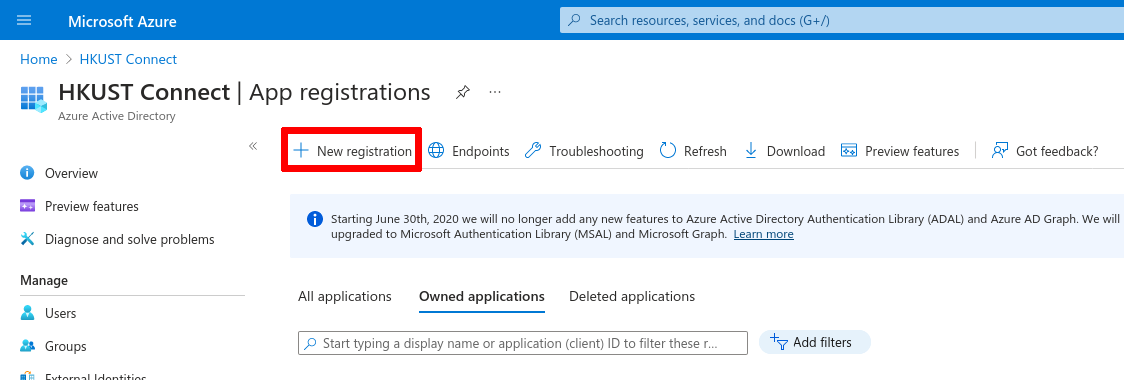 Microsoft Azure
Search resources, services, and docs (G+/)
Home > HKUST Connect
HKUST Connect | App registrations
Azure Active Directory
New registration
Endpoints
Troubleshooting
Refresh
Download
Preview features
Got feedback?
Overview
Preview features
Diagnose and solve problems
Manage
Users
Groups
External Identities
Starting June 30th, 2020 we will no longer add any new features to Azure Active Directory Authentication Library (ADAL) and Azure AD Graph. We will
upgraded to Microsoft Authentication Library (MSAL) and Microsoft Graph. Learn more
All applications
Owned applications
Deleted applications
Start typing a display name or application (client) ID to filter these r...
Add filters